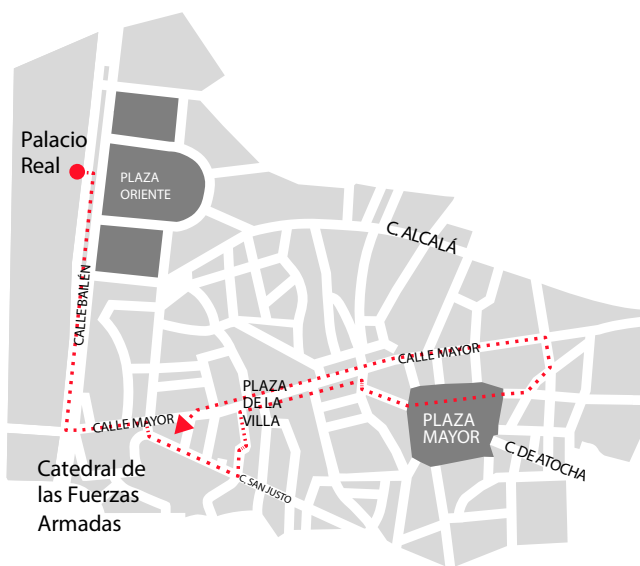 Palacio
Real
PLAZA
ORIENTE
C. ALCALÁ
CALLE BAILÉN
CALLE MAYOR
PLAZA
DE LA
VILLA
CALLE MAYOR
PLAZA
MAYOR
C. DE ATOCHA
Catedral de
las Fuerzas
Armadas
C. SAN JUSTO